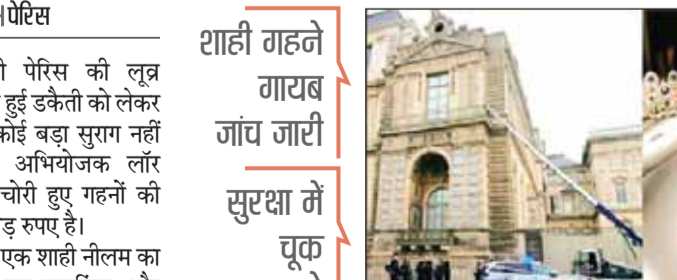 पेरिस
पेरिस की लूव्र
हुई डकैती को लेकर
कोई बड़ा सुराग नहीं
अभियोजक लॉर
चोरी हुए गहनों की
ड़ रुपए है।
एक शाही नीलम का
शाही गहने
गायब
जांच जारी
सुरक्षा में
चूक